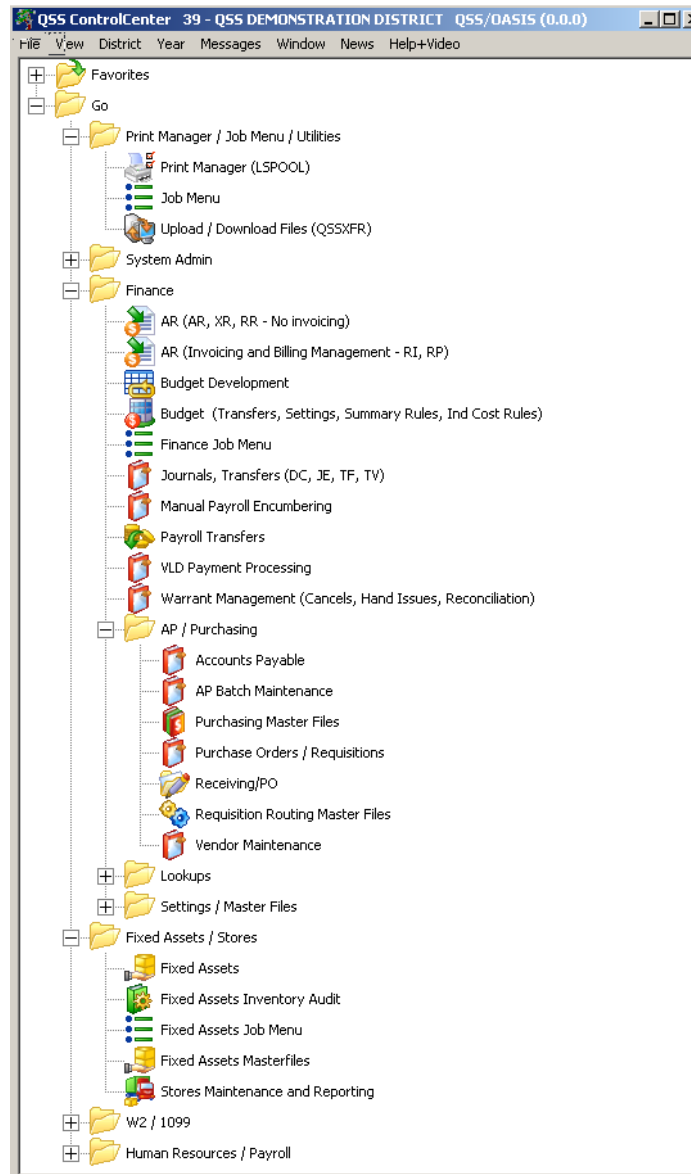 QSS ControlCenter 39 - QSS DEMONSTRATION DISTRICT QSS/OASIS (0.0.0)
File View District Year Messages Window News Help+Video
Favorites
Go
Print Manager / Job Menu / Utilities
Print Manager (LSPOOL)
Job Menu
Upload / Download Files (QSSXFR)
System Admin
Finance
AR (AR, XR, RR - No invoicing)
AR (Invoicing and Billing Management - RI, RP)
Budget Development
Budget (Transfers, Settings, Summary Rules, Ind Cost Rules)
Finance Job Menu
Journals, Transfers (DC, JE, TF, TV)
Manual Payroll Encumbering
Payroll Transfers
VLD Payment Processing
Warrant Management (Cancels, Hand Issues, Reconciliation)
AP / Purchasing
Accounts Payable
AP Batch Maintenance
Purchasing Master Files
Purchase Orders / Requisitions
Receiving/PO
Requisition Routing Master Files
Vendor Maintenance
Lookups
Settings / Master Files
Fixed Assets / Stores
Fixed Assets
Fixed Assets Inventory Audit
Fixed Assets Job Menu
Fixed Assets Masterfiles
Stores Maintenance and Reporting
W2 / 1099
Human Resources / Payroll